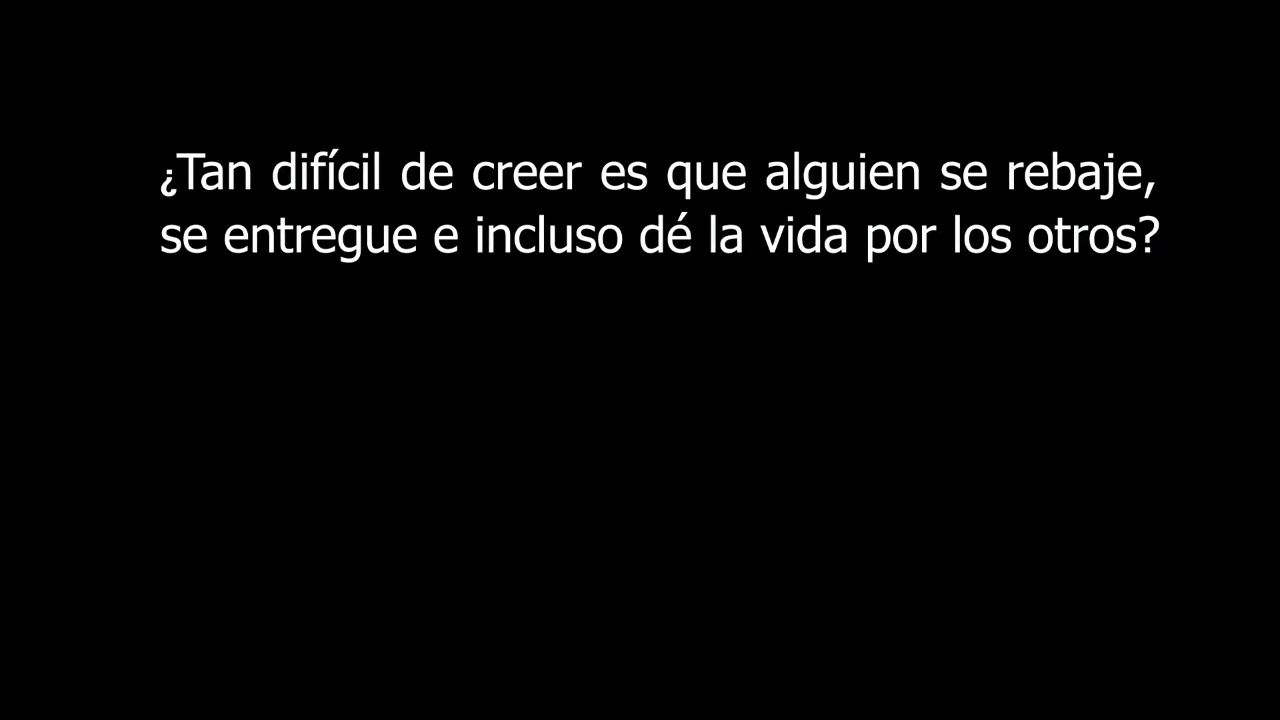 ¿Tan difícil de creer es que alguien se rebaje,
se entregue e incluso dé la vida por los otros?